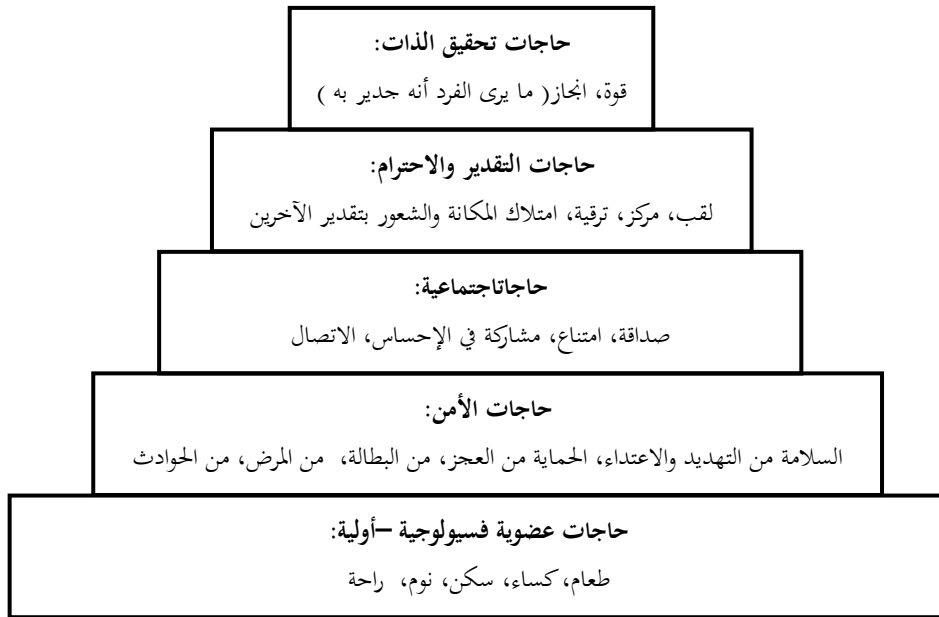 حاجات تحقيق الذات:
قوة، انجاز( ما يرى الفرد أنه جدير به )
حاجات التقدير والاحترام:
لقب، مركز، ترقية، امتلاك المكانة والشعور بتقدير الآخرين
حاجاتاجتماعية:
صداقة، امتناع، مشاركة في الإحساس، الاتصال
حاجات الأمن:
السلامة من التهديد والاعتداء، الحماية من العجز، من البطالة، من المرض، من الحوادث
حاجات عضوية فسيولوجية –أولية:
طعام، كساء، سكن، نوم، راحة